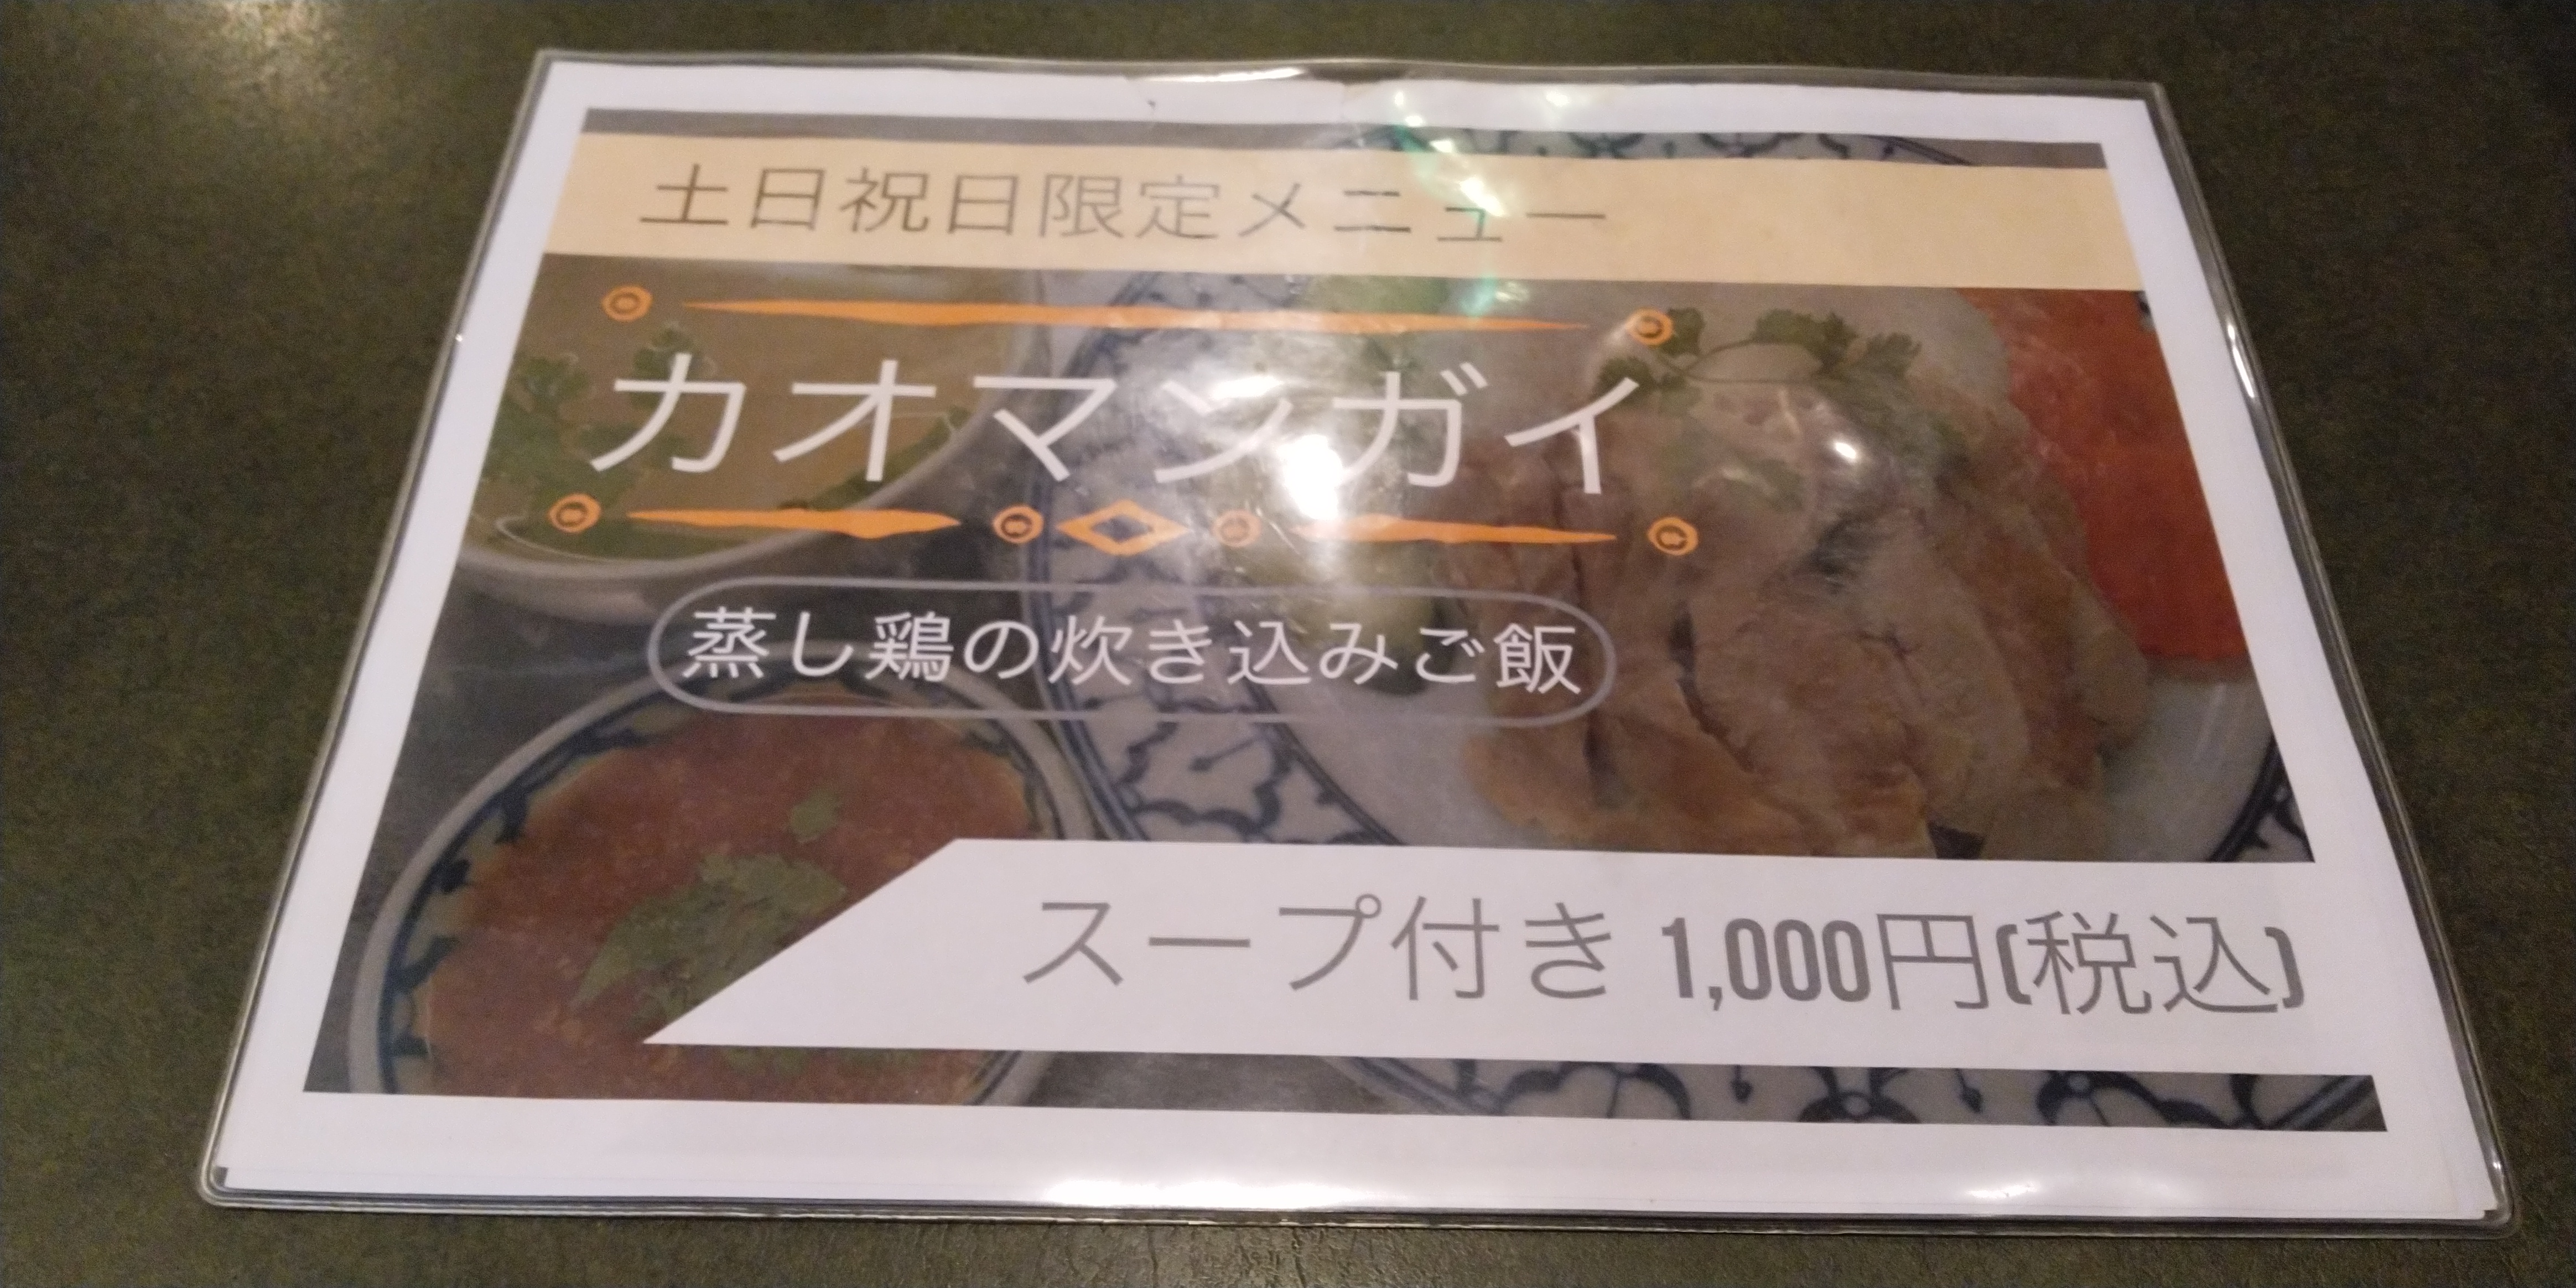 土日祝日限定メニュー
カオマンガイ
蒸し鶏の炊き込みご飯
スープ付き 1,000円(税込)